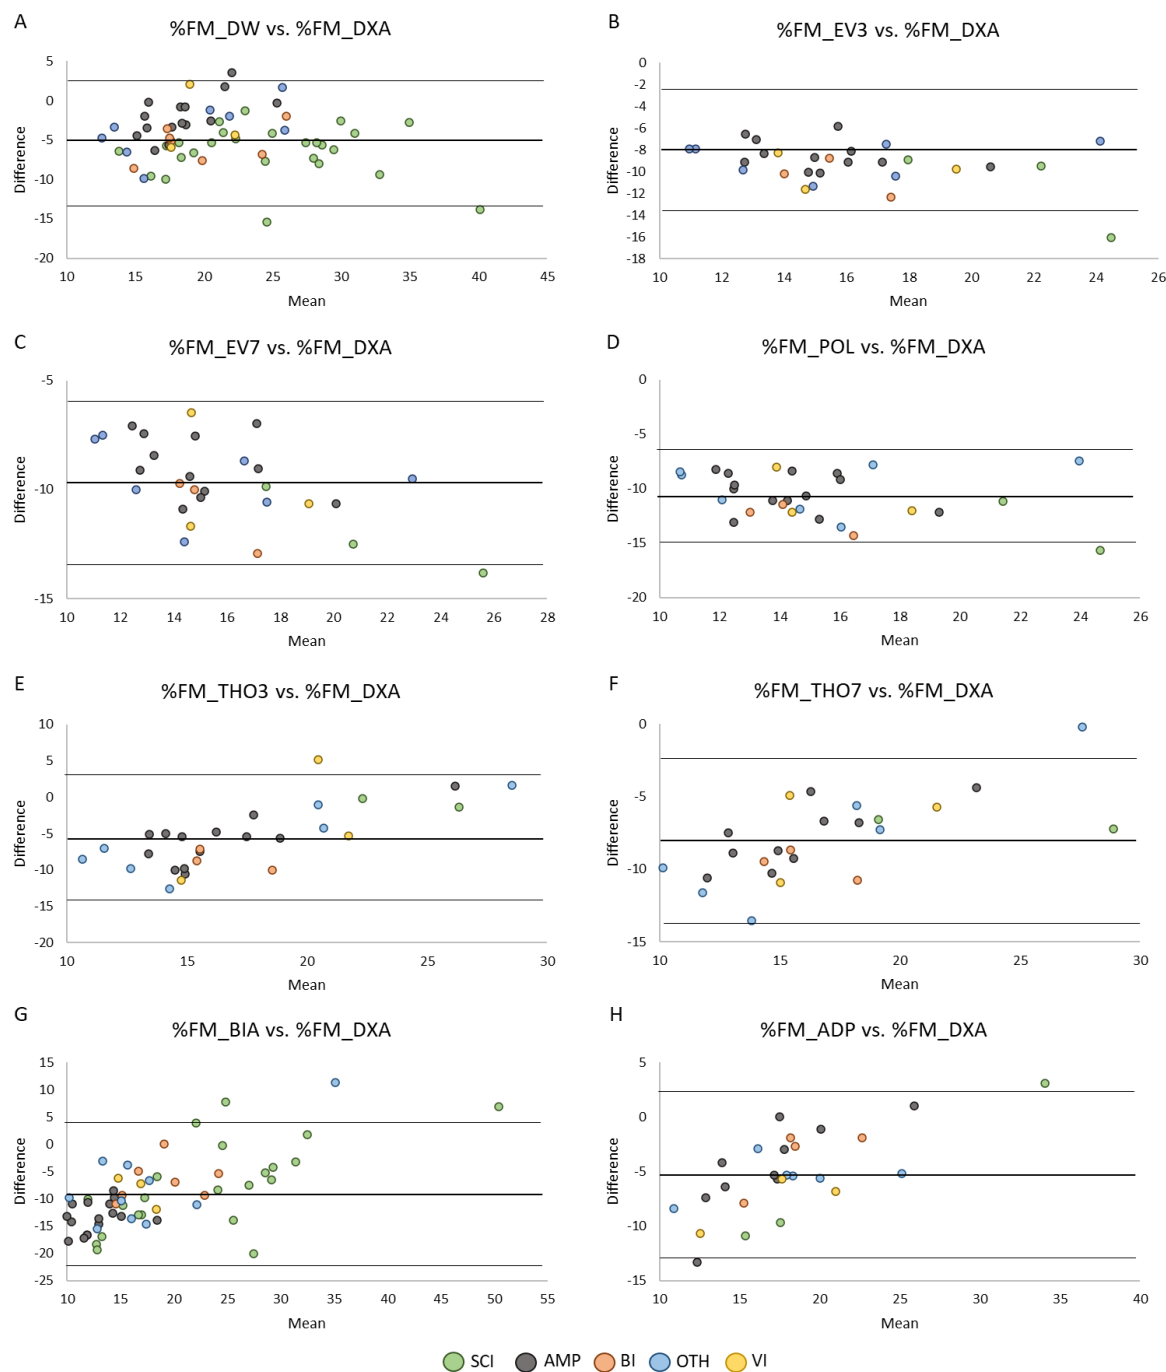 A
%FM_DW vs. %FM_DXA
Difference
5
0
-5
-10
-15
-20
10 15 20 25 30 35 40 45
Mean
B
%FM_EV3 vs. %FM_DXA
Difference
0
-2
-4
-6
-8
-10
-12
-14
-16
-18
10 12 14 16 18 20 22 24 26
Mean
C
%FM_EV7 vs. %FM_DXA
Difference
-5
-10
-15
10 12 14 16 18 20 22 24 26 28
Mean
D
%FM_POL vs. %FM_DXA
Difference
0
-5
-10
-15
-20
10 12 14 16 18 20 22 24 26
Mean
E
%FM_THO3 vs. %FM_DXA
Difference
10
5
0
-5
-10
-15
-20
10 15 20 25 30
Mean
F
%FM_THO7 vs. %FM_DXA
Difference
0
-5
-10
-15
10 15 20 25 30
Mean
G
%FM_BIA vs. %FM_DXA
Difference
15
10
5
0
-5
-10
-15
-20
-25
10 15 20 25 30 35 40 45 50 55
Mean
H
%FM_ADP vs. %FM_DXA
Difference
5
0
-5
-10
-15
10 15 20 25 30 35 40
Mean
SCI AMP BI OTH VI